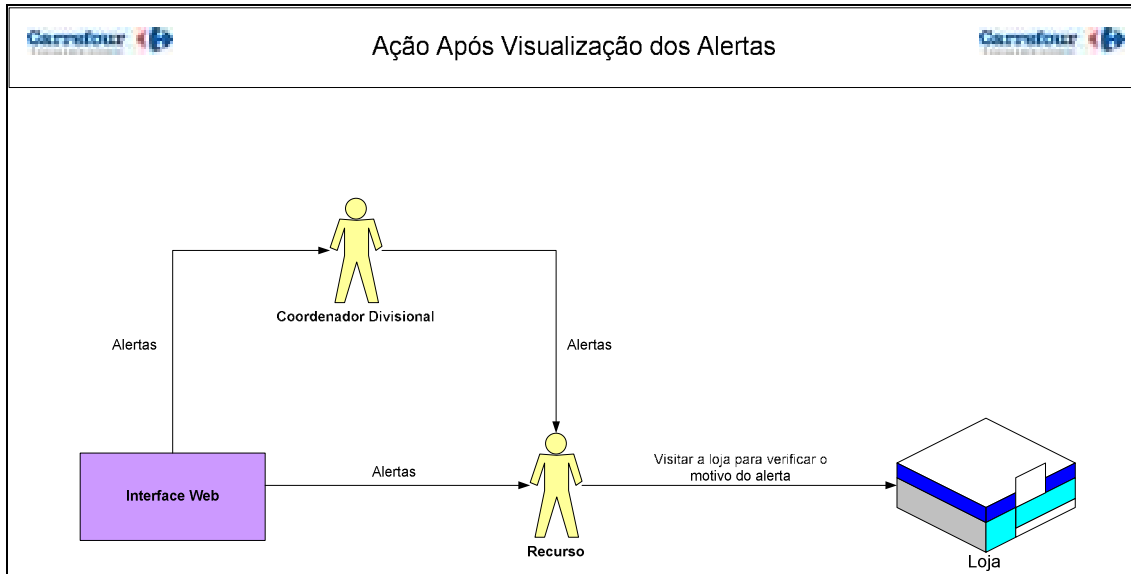 Carrefour
Ação Após Visualização dos Alertas
Carrefour
Coordenador Divisional
Alertas
Alertas
Interface Web
Alertas
Visitar a loja para verificar o
motivo do alerta
Recurso
Loja